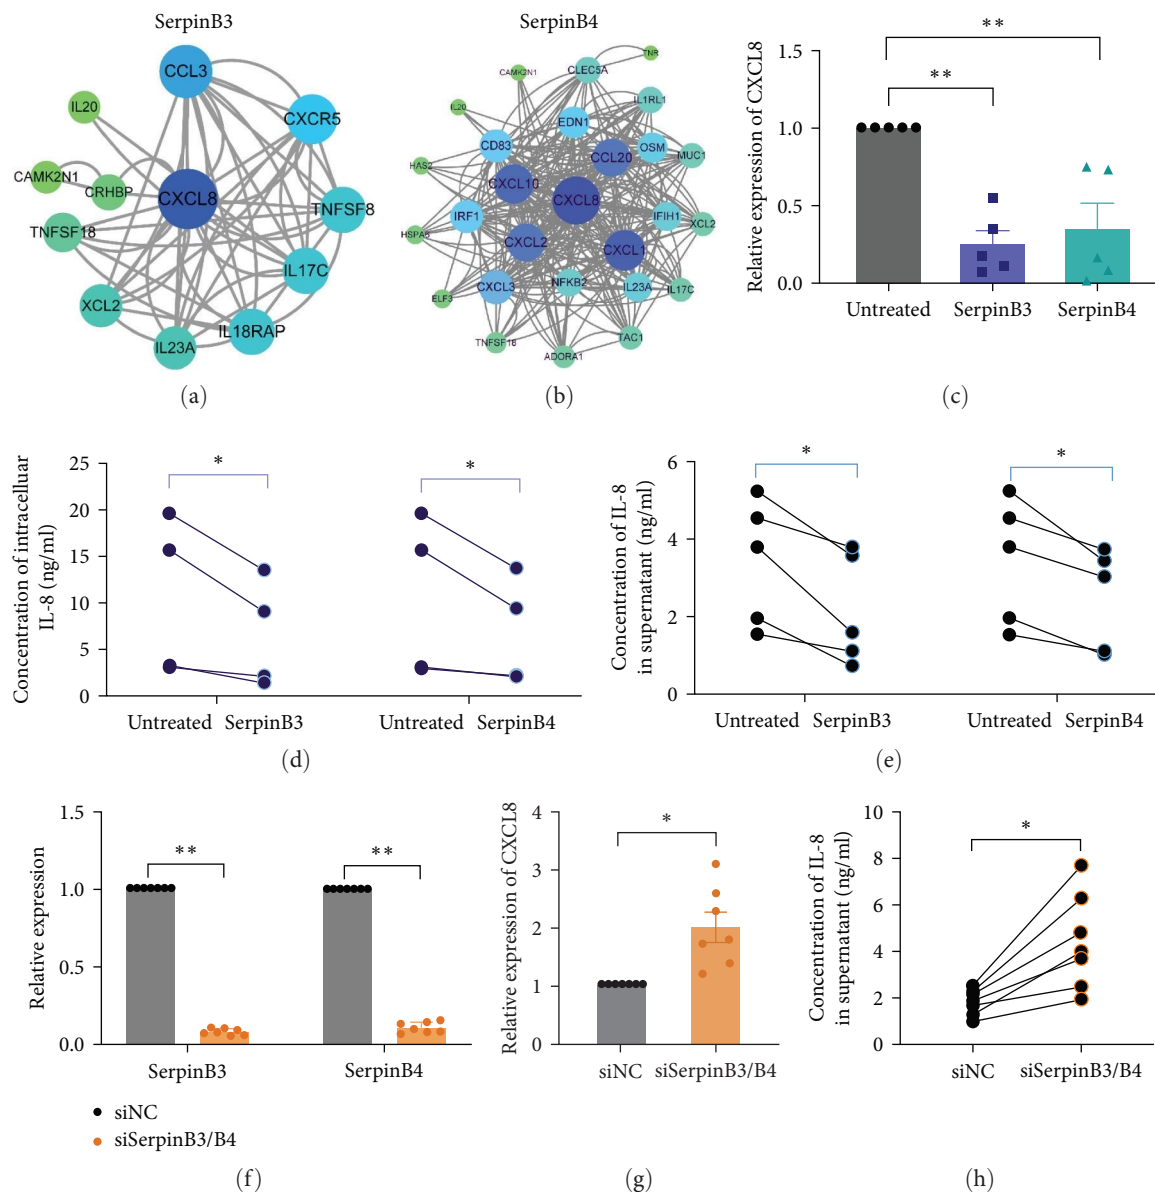 SerpinB3
CCL3
IL20
CXCR5
CAMK2N1
CRHBP
CXCL8
TNFSF8
TNFSF18
IL17C
XCL2
IL18RAP
IL23A
(a)
SerpinB4
TNR
CAMK2N1
CLEC5A
IL20
IL1RL1
EDN1
CD83
OSM
HAS2
CCL20
MUC1
CXCL10
CXCL8
IRF1
IFIH1
XCL2
HSPA6
CXCL2
CXCL1
CXCL3
NFKB2
IL23A
IL17C
ELF3
TNFSF18
TAC1
ADORA1
(b)
Relative expression of CXCL8
1.5
1.0
0.5
0.0
**
**
Untreated
SerpinB3
SerpinB4
(c)
Concentration of intracelluar
IL-8 (ng/ml)
25
20
15
10
5
0
*
*
Untreated SerpinB3
Untreated SerpinB4
(d)
Concentration of IL-8
in supernatant (ng/ml)
6
4
2
0
*
*
Untreated SerpinB3
Untreated SerpinB4
(e)
Relative expression
1.5
1.0
0.5
0.0
**
**
SerpinB3
SerpinB4
siNC
siSerpinB3/B4
(f)
Relative expression of CXCL8
4
3
2
1
0
*
siNC
siSerpinB3/B4
(g)
Concentration of IL-8
in supernatant (ng/ml)
10
8
6
4
2
0
*
siNC
siSerpinB3/B4
(h)